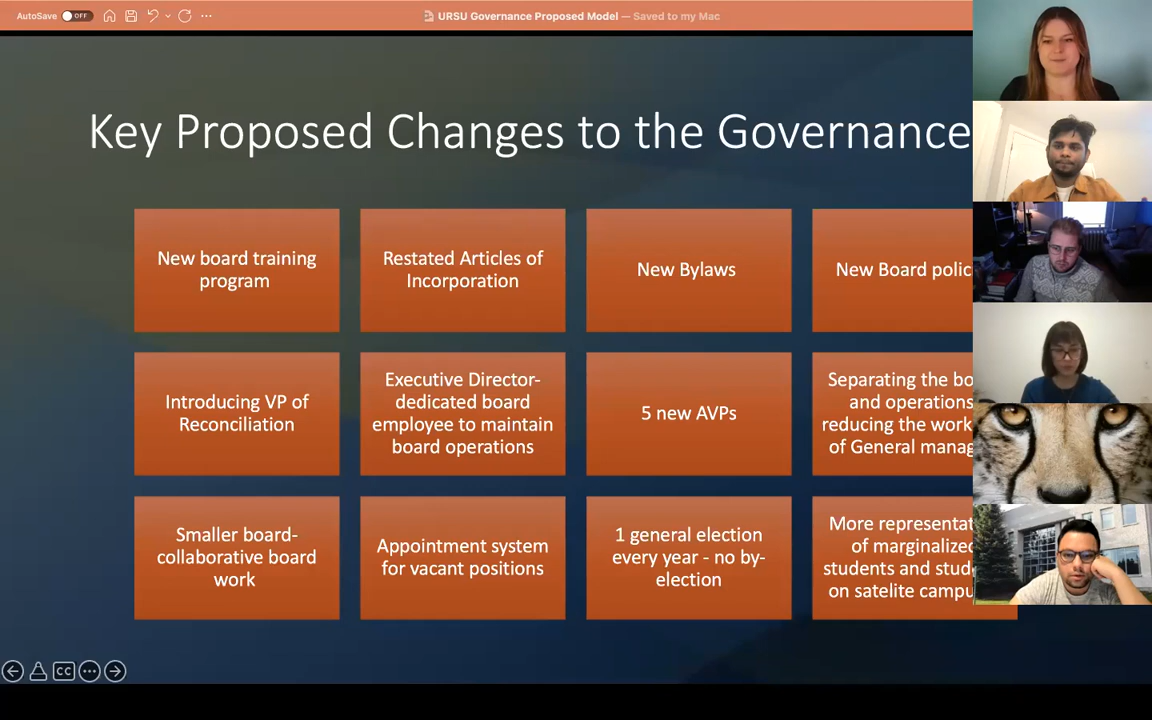 AutoSave OFF
URSU Governance Proposed Model — Saved to my Mac
Key Proposed Changes to the Governance
New board training
program
Restated Articles of
Incorporation
New Bylaws
New Board polic
Introducing VP of
Reconciliation
Executive Director-
dedicated board
employee to maintain
board operations
5 new AVPs
Separating the bo
and operations
reducing the work
of General manag
Smaller board-
collaborative board
work
Appointment system
for vacant positions
1 general election
every year - no by-
election
More representat
of marginalized
students and stud
on satelite campu
CC